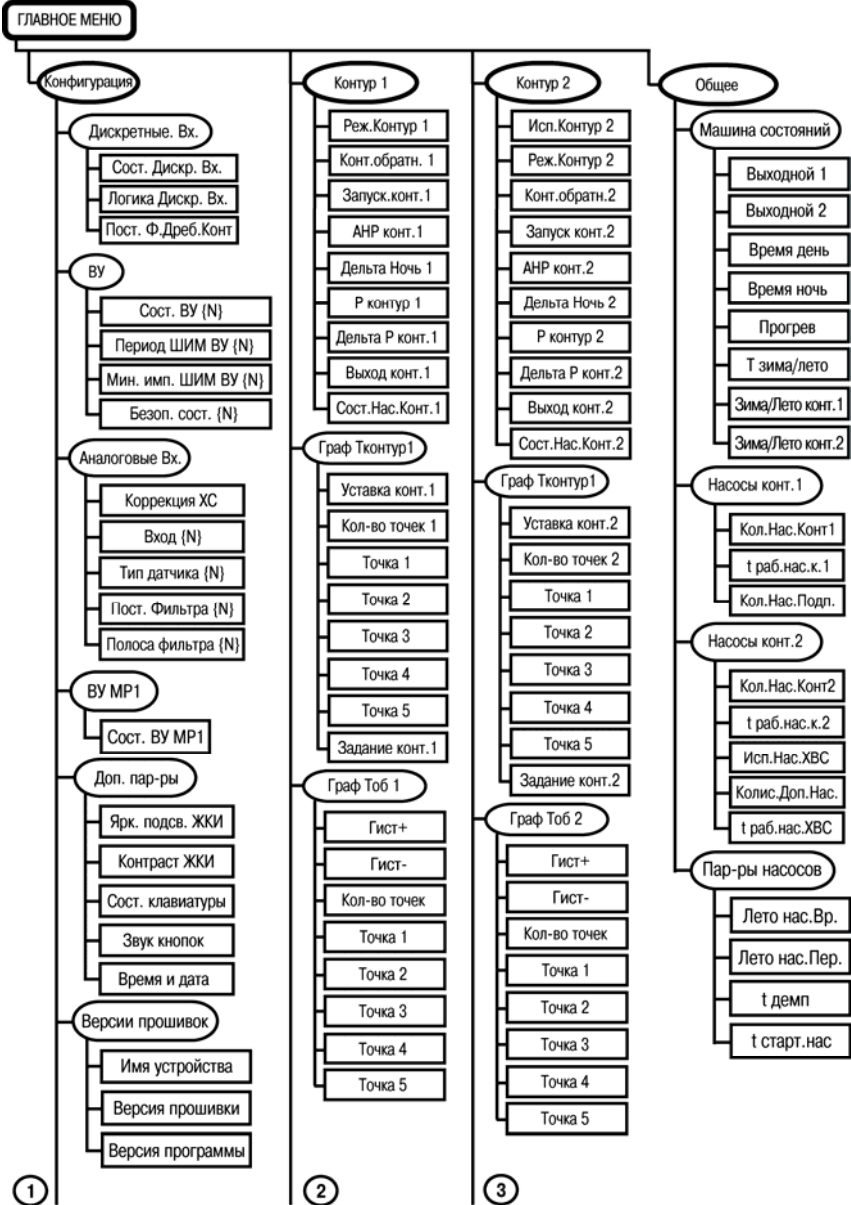 ГЛАВНОЕ МЕНЮ
Конфигурация
Дискретные. Вх.
Сост. Дискр. Вх.
Логика Дискр. Вх.
Пост. Ф.Дреб.Конт
ВУ
Сост. ВУ {N}
Период ШИМ ВУ {N}
Мин. имп. ШИМ ВУ {N}
Безоп. сост. {N}
Аналоговые Вх.
Коррекция ХС
Вход {N}
Тип датчика {N}
Пост. Фильтра {N}
Полоса фильтра {N}
ВУ МР1
Сост. ВУ МР1
Доп. пар-ры
Ярк. подсв. ЖКИ
Контраст ЖКИ
Сост. клавиатуры
Звук кнопок
Время и дата
Версии прошивок
Имя устройства
Версия прошивки
Версия программы
1
Контур 1
Реж.Контур 1
Конт.обратн. 1
Запуск.конт.1
АНР конт.1
Дельта Ночь 1
Р контур 1
Дельта Р конт.1
Выход конт.1
Сост.Нас.Конт.1
Граф Тконтур1
Уставка конт.1
Кол-во точек 1
Точка 1
Точка 2
Точка 3
Точка 4
Точка 5
Задание конт.1
Граф Тоб 1
Гист+
Гист-
Кол-во точек
Точка 1
Точка 2
Точка 3
Точка 4
Точка 5
2
Контур 2
Исп.Контур 2
Реж.Контур 2
Конт.обратн.2
Запуск конт.2
АНР конт.2
Дельта Ночь 2
Р контур 2
Дельта Р конт.2
Выход конт.2
Сост.Нас.Конт.2
Граф Тконтур1
Уставка конт.2
Кол-во точек 2
Точка 1
Точка 2
Точка 3
Точка 4
Точка 5
Задание конт.2
Граф Тоб 2
Гист+
Гист-
Кол-во точек
Точка 1
Точка 2
Точка 3
Точка 4
Точка 5
3
Общее
Машина состояний
Выходной 1
Выходной 2
Время день
Время ночь
Прогрев
Т зима/лето
Зима/Лето конт.1
Зима/Лето конт.2
Насосы конт.1
Кол.Нас.Конт1
t раб.нас.к.1
Кол.Нас.Подп.
Насосы конт.2
Кол.Нас.Конт2
t раб.нас.к.2
Исп.Нас.ХВС
Колис.Доп.Нас.
t раб.нас.ХВС
Пар-ры насосов
Лето нас.Вр.
Лето нас.Пер.
t демп
t старт.нас